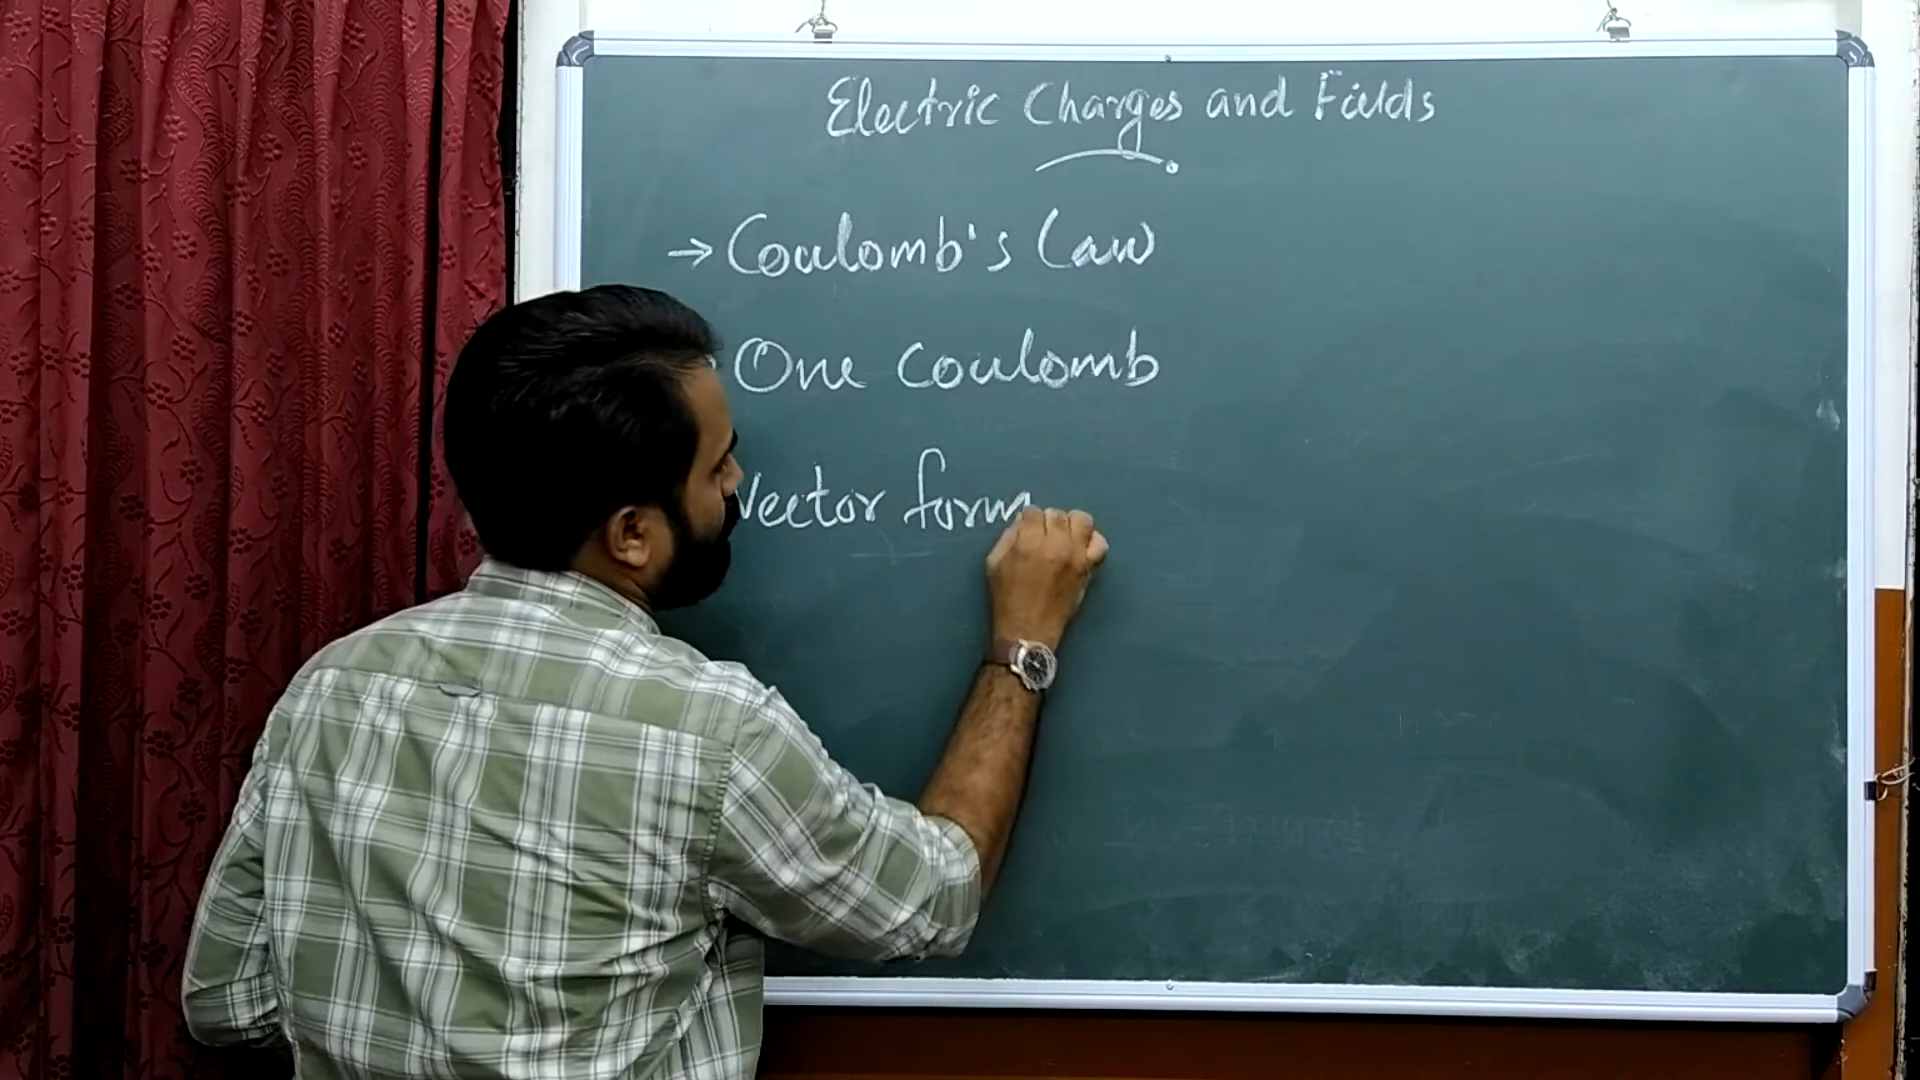 Electric Charges and Fields
→ Coulomb's Law
One Coulomb
Vector form